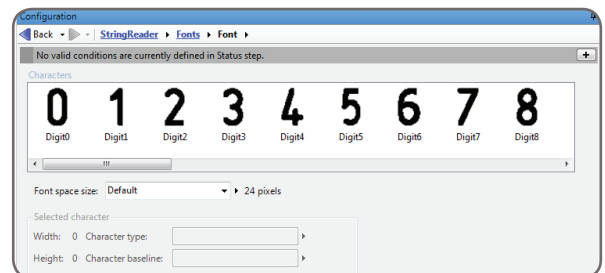 Configuration
Back StringReader Fonts Font
No valid conditions are currently defined in Status step. +
Characters
0 1 2 3 4 5 6 7 8
Digit0 Digit1 Digit2 Digit3 Digit4 Digit5 Digit6 Digit7 Digit8
Font space size: Default 24 pixels
Selected character
Width: 0 Character type:
Height: 0 Character baseline: